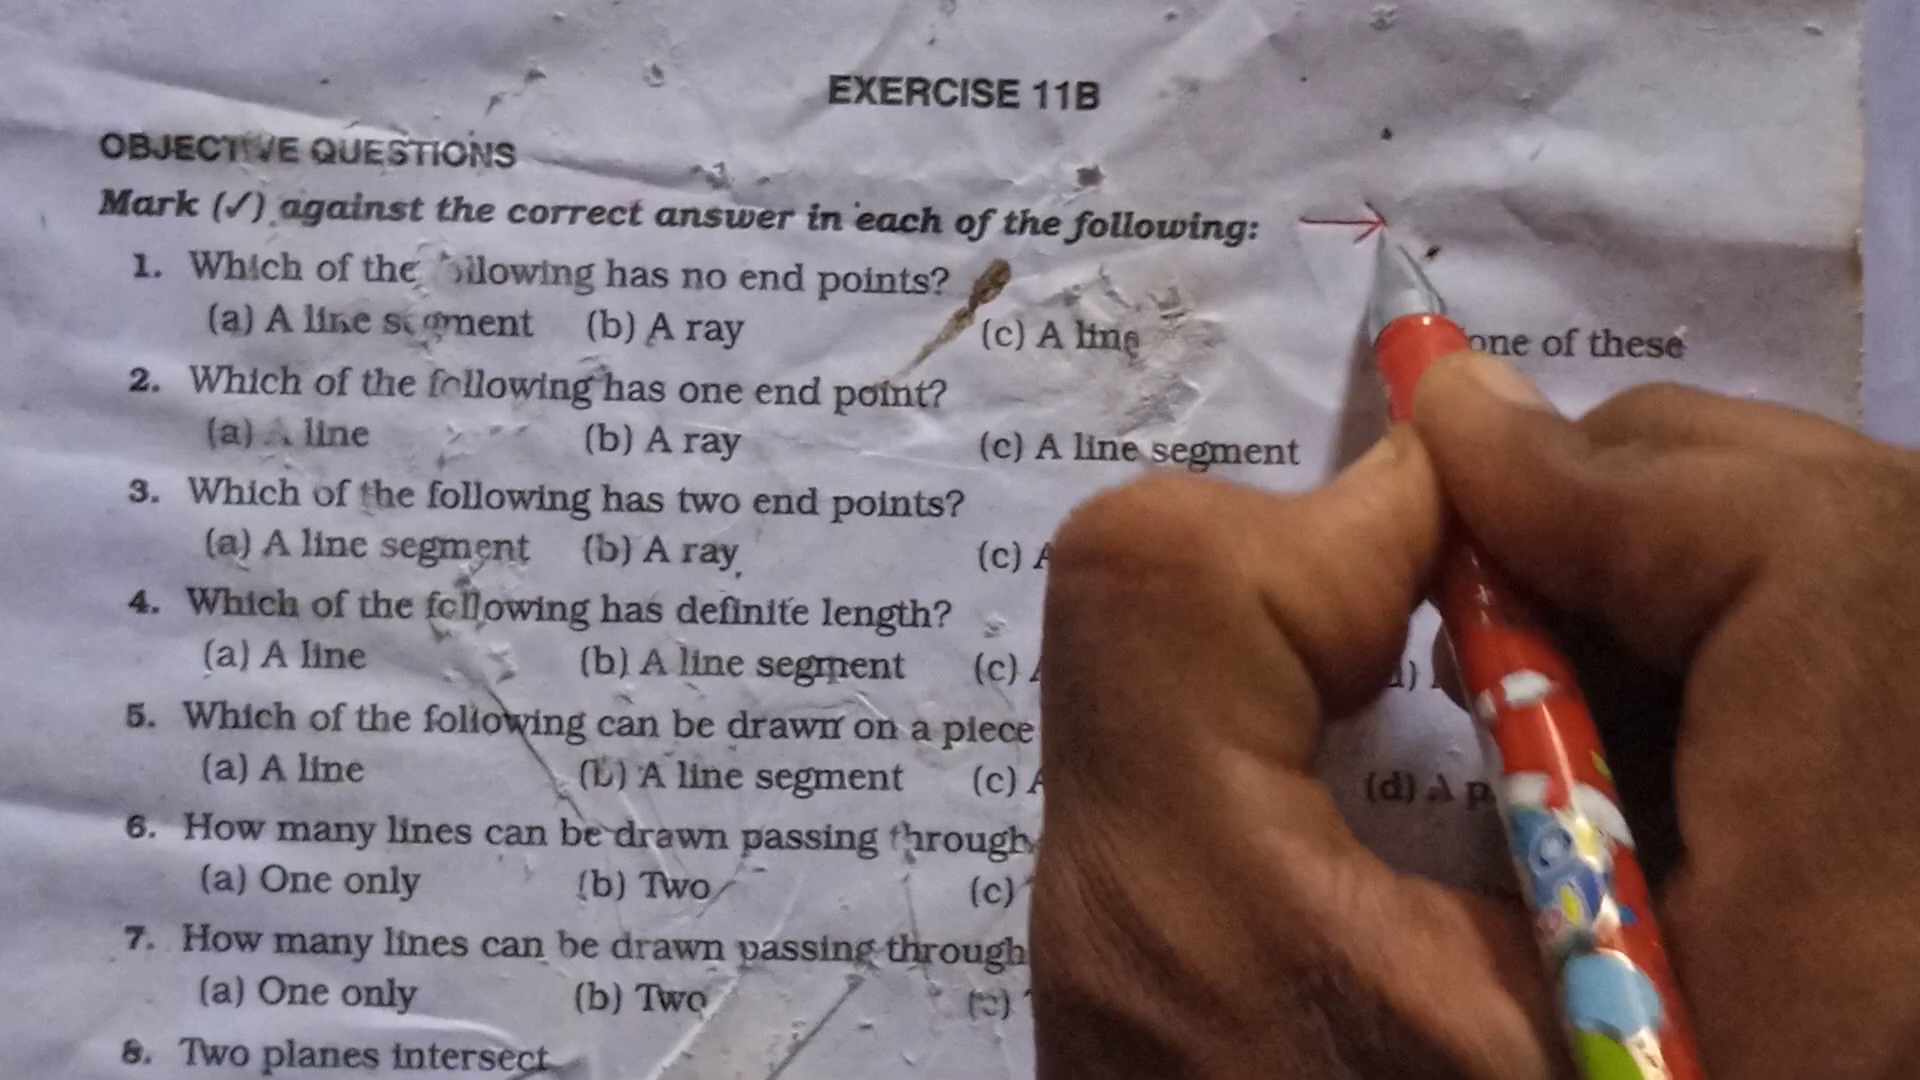 EXERCISE 11B
OBJECTIVE QUESTIONS
Mark (✓) against the correct answer in each of the following:
1. Which of the following has no end points?
(a) A line segment (b) A ray (c) A line one of these
2. Which of the following has one end point?
(a) A line (b) A ray (c) A line segment
3. Which of the following has two end points?
(a) A line segment (b) A ray (c)
4. Which of the following has definite length?
(a) A line (b) A line segment (c)
5. Which of the following can be drawn on a piece
(a) A line (b) A line segment (c) (d) A
6. How many lines can be drawn passing through
(a) One only (b) Two (c)
7. How many lines can be drawn passing through
(a) One only (b) Two (c)
8. Two planes intersect